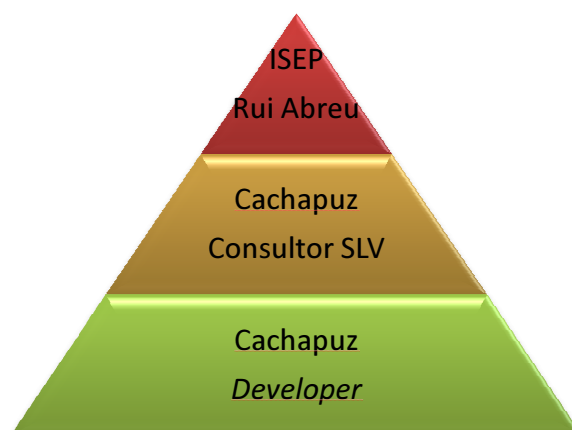 ISEP
Rui Abreu
Cachapuz
Consultor SLV
Cachapuz
Developer